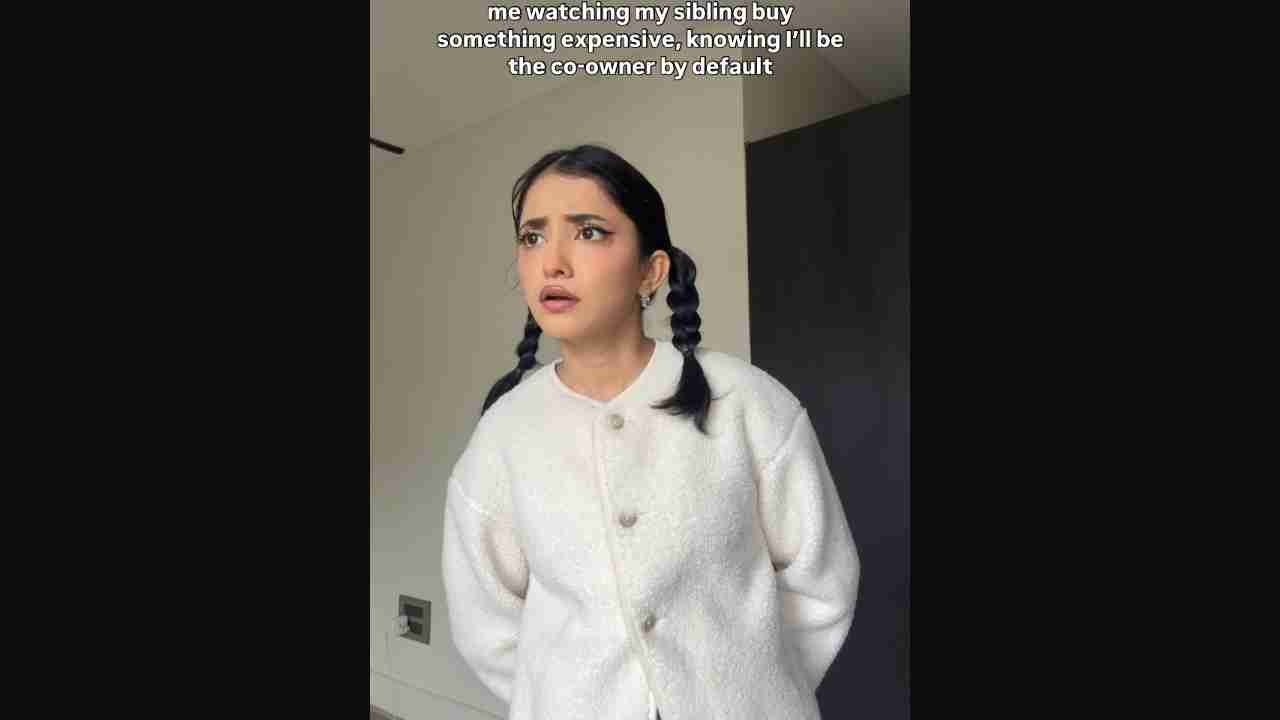 me watching my sibling buy
something expensive, knowing I’ll be
the co-owner by default